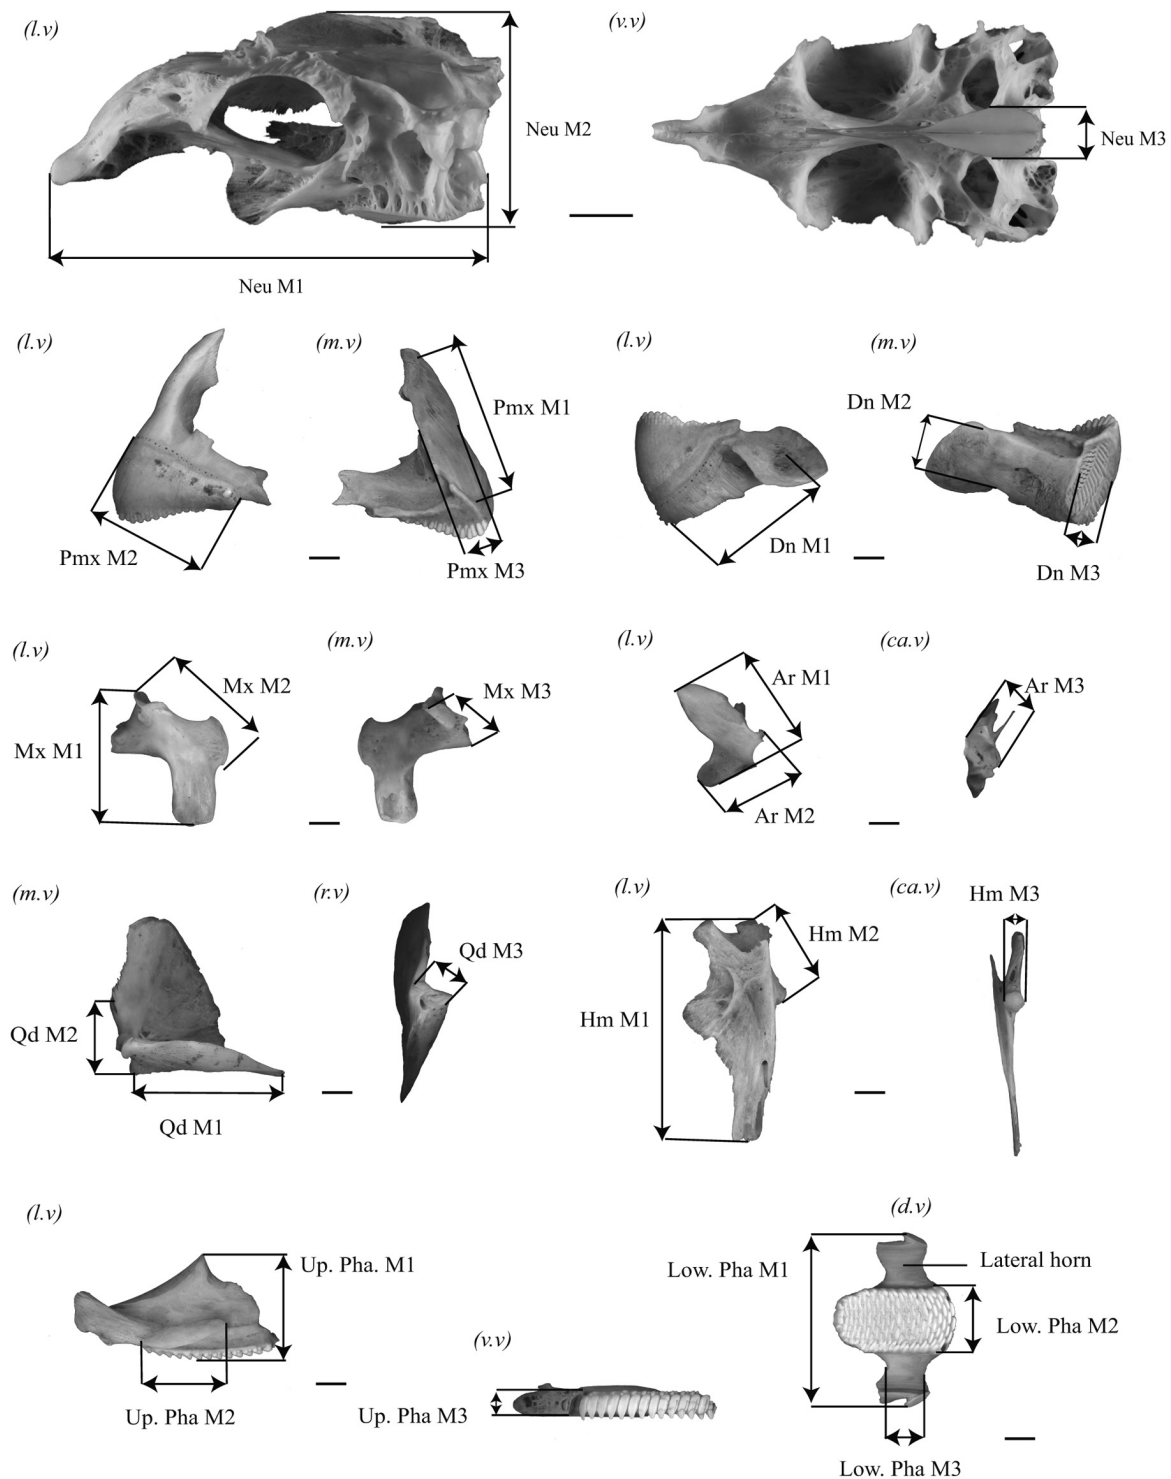 (l.v)
(v.v)
Neu M2
Neu M3
Neu M1
(l.v)
(m.v)
(l.v)
(m.v)
Pmx M1
Dn M2
Pmx M2
Pmx M3
Dn M1
Dn M3
(l.v)
(m.v)
(l.v)
(ca.v)
Mx M2
Mx M3
Ar M1
Ar M3
Mx M1
Ar M2
(m.v)
(r.v)
(l.v)
(ca.v)
Hm M3
Qd M3
Hm M2
Qd M2
Hm M1
Qd M1
(l.v)
(d.v)
Up. Pha. M1
Low. Pha M1
Lateral horn
Low. Pha M2
(v.v)
Up. Pha M2
Up. Pha M3
Low. Pha M3